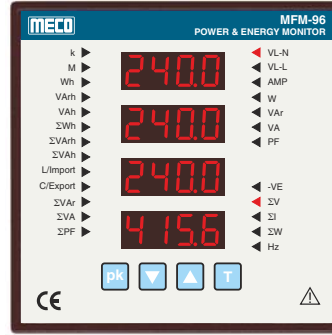 MECO
MFM-96
POWER & ENERGY MONITOR
k
M
Wh
VArh
VAh
ΣWh
ΣVArh
ΣVAh
L/Import
C/Export
ΣVAr
ΣVA
ΣPF
240.0
240.0
240.0
415.6
VL-N
VL-L
AMP
W
VAr
VA
PF
-VE
ΣV
ΣI
ΣW
Hz
pk
T
CE